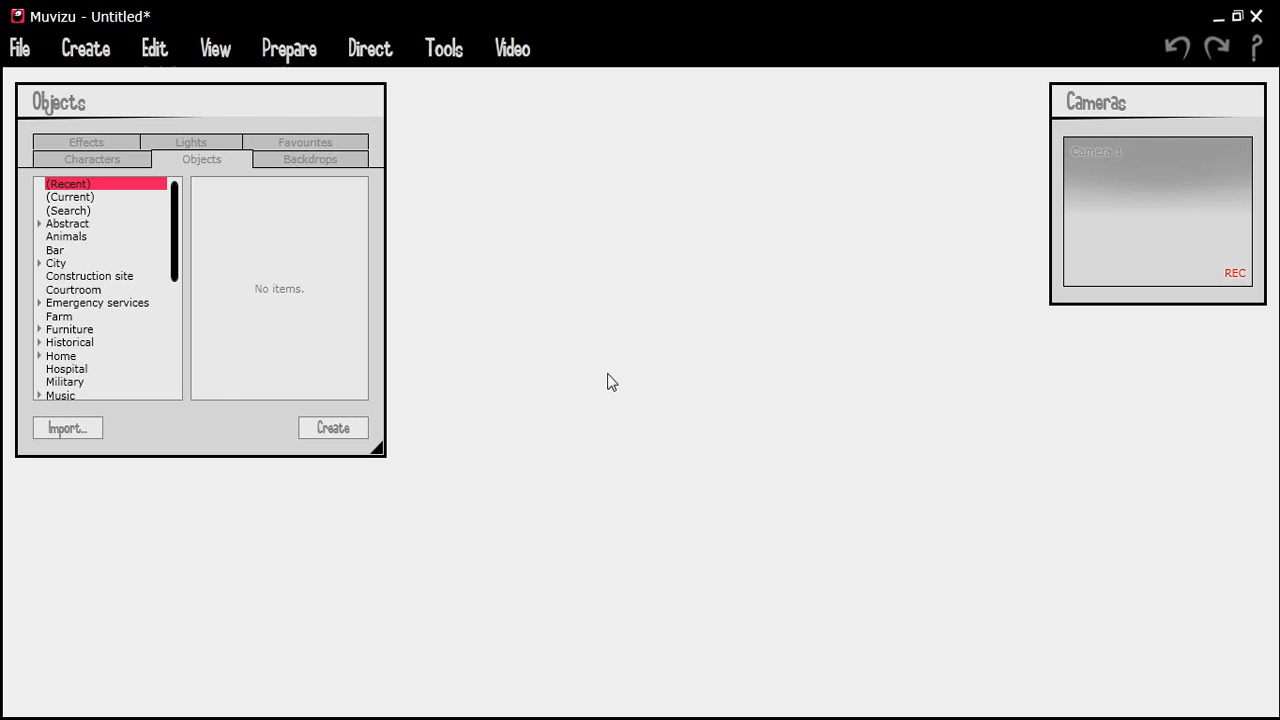 Muvizu - Untitled*
File Create Edit View Prepare Direct Tools Video
Objects
Effects Lights Favourites
Characters Objects Backdrops
(Recent)
(Current)
(Search)
Abstract
Animals
Bar
City
Construction site
Courtroom
Emergency services
Farm
Furniture
Historical
Home
Hospital
Military
Music
No items.
Import...
Create
Cameras
Camera 1
REC